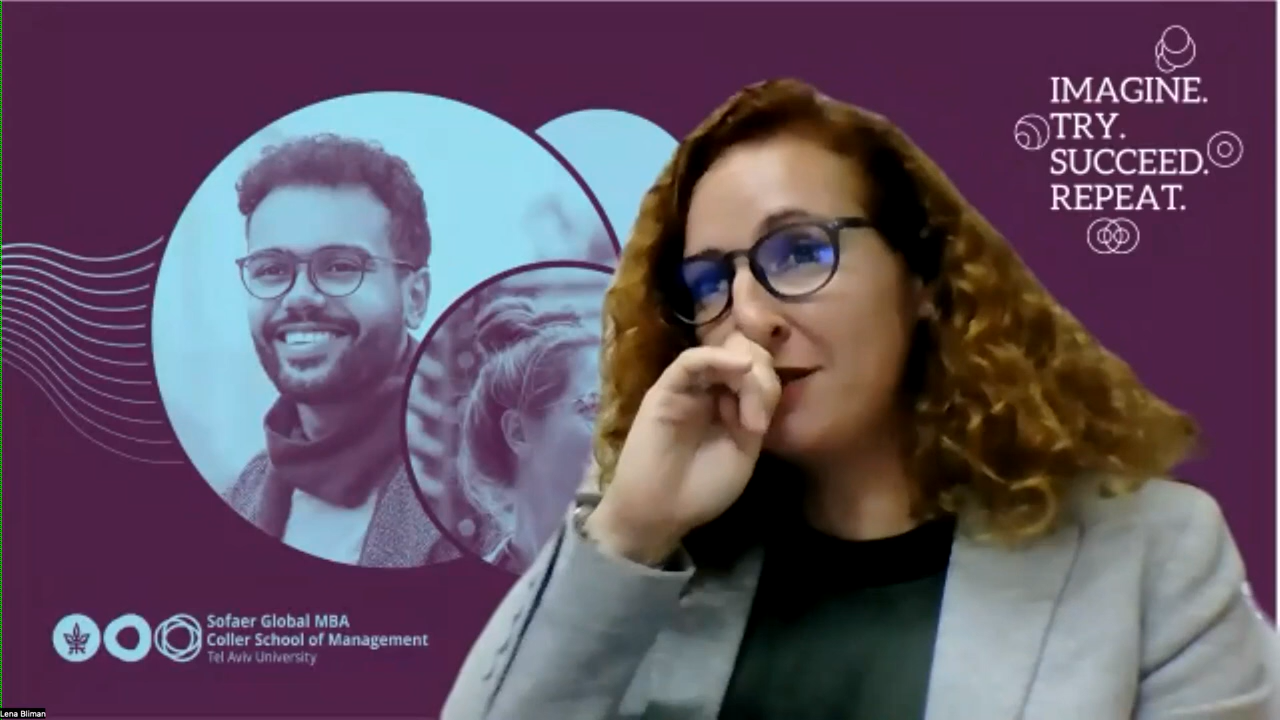 IMAGINE.
TRY.
SUCCEED.
REPEAT.
Sofaer Global MBA
Coller School of Management
Tel Aviv University
Lena Bliman